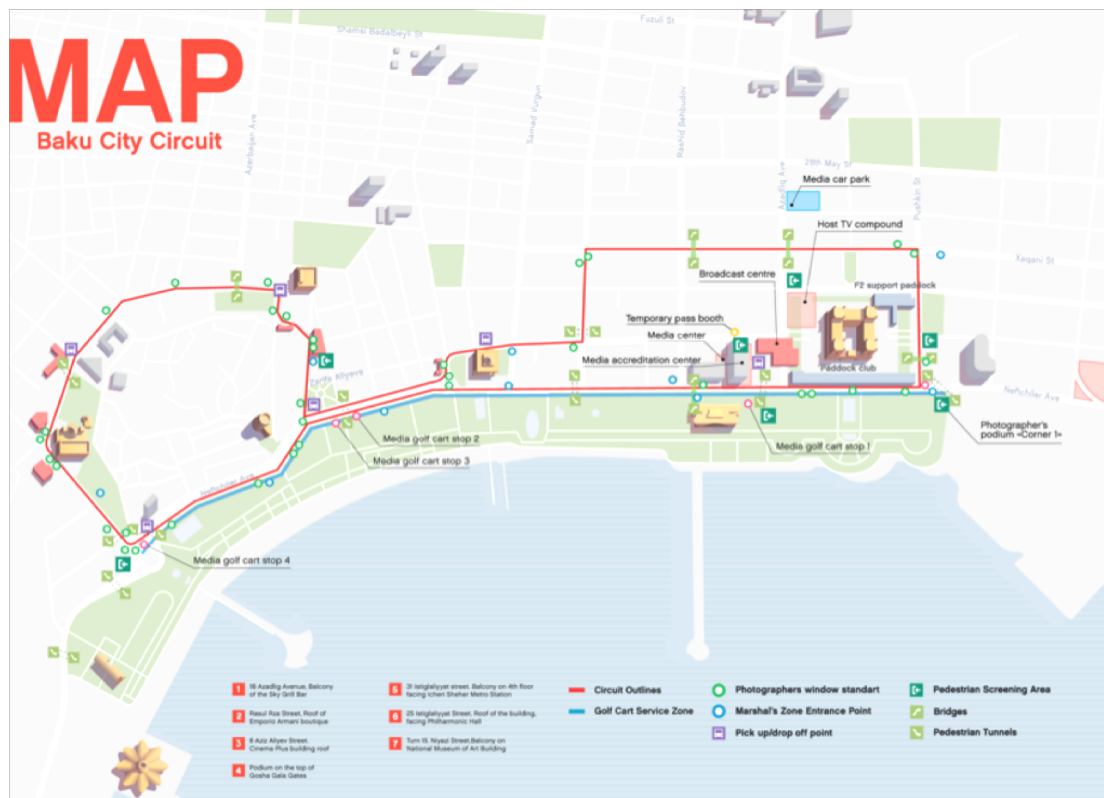 MAP
Baku City Circuit
Shamsi Badalbeyli St
Fuzuli St
Azerbaijan Ave
Samed Vurgun
Rashid Behbudov
Azadliq Ave
28th May St
Pushkin St
Xaqani St
Media car park
Host TV compound
Broadcast centre
F2 support paddock
Temporary pass booth
Media center
Media accreditation center
Paddock club
Zarifa Aliyeva
Neftchiler Ave
Photographer's
podium «Corner 1»
Media golf cart stop 2
Media golf cart stop 1
Media golf cart stop 3
Neftchiler Ave
Media golf cart stop 4
1 18 Azadlig Avenue, Balcony
of the Sky Grill Bar
2 Rasul Rza Street, Roof of
Emporio Armani boutique
3 8 Aziz Aliyev Street,
Cinema Plus building roof
4 Podium on the top of
Gosha Gala Gates
5 31 Istiglaliyyat street, Balcony on 4th floor
facing Icheri Sheher Metro Station
6 25 Istiglaliyyat Street, Roof of the building,
facing Philharmonic Hall
7 Turn 15. Niyazi Street,Balcony on
National Museum of Art Building
Circuit Outlines
Golf Cart Service Zone
Photographers window standart
Marshal's Zone Entrance Point
Pick up/drop off point
Pedestrian Screening Area
Bridges
Pedestrian Tunnels